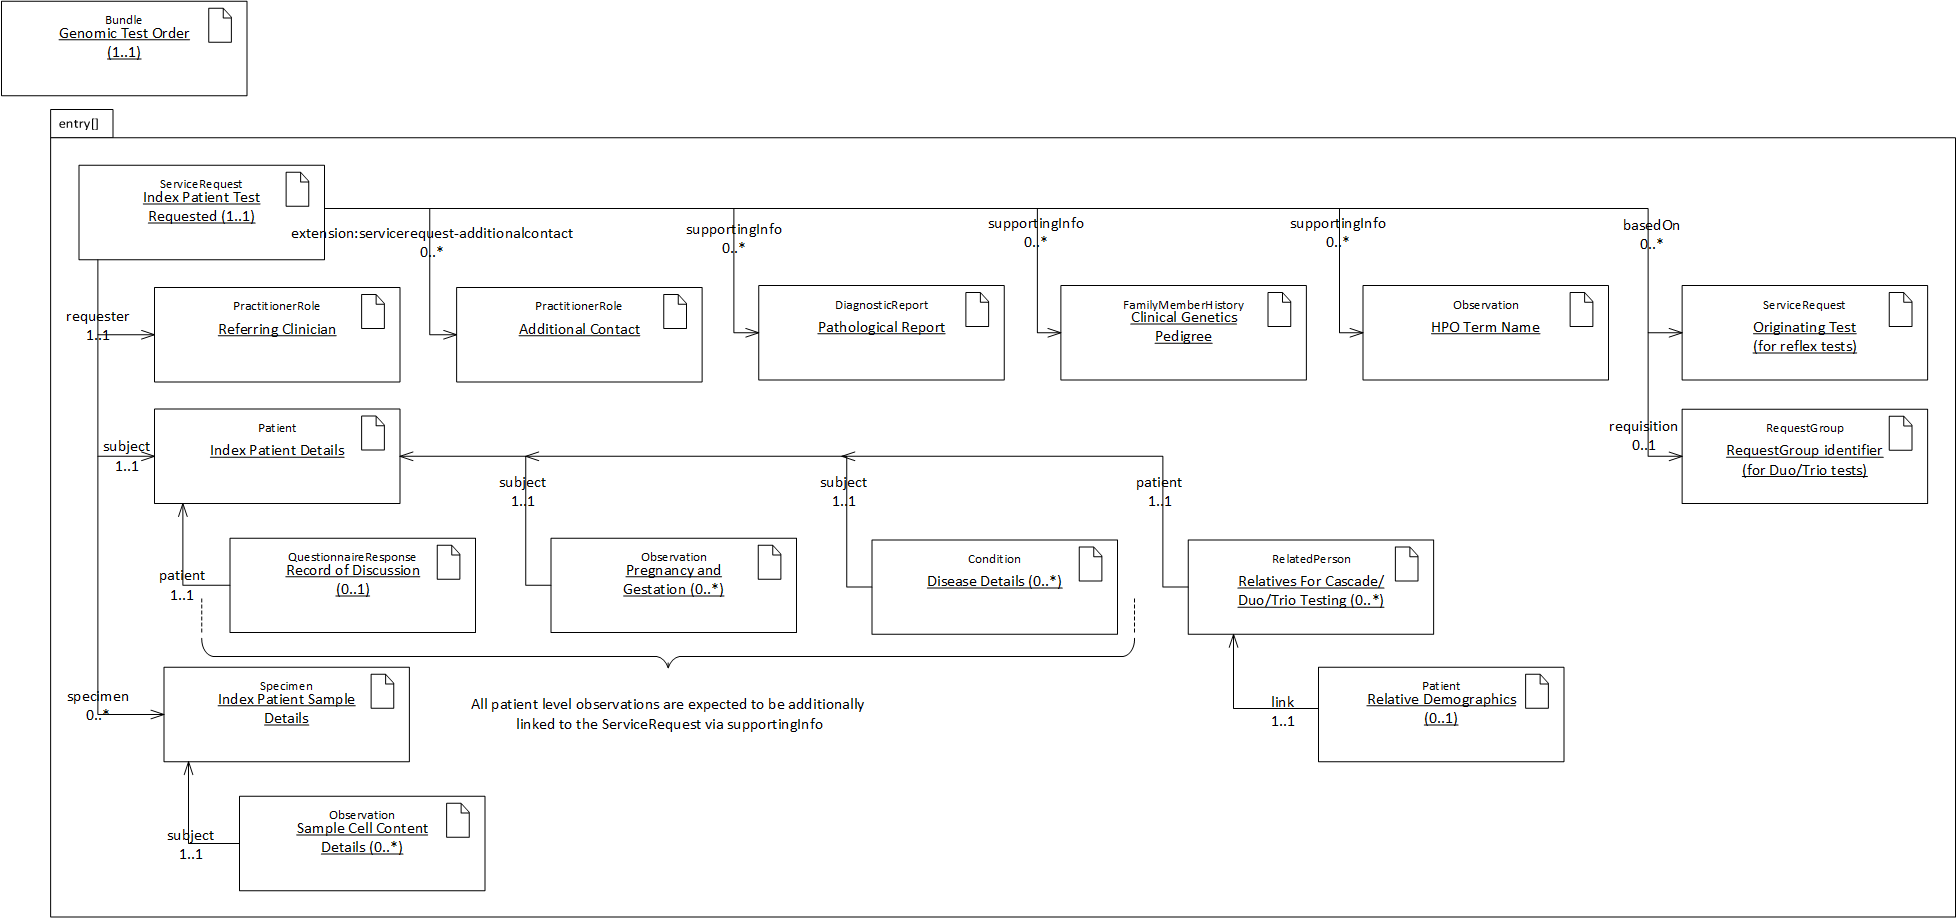 Bundle
Genomic Test Order
(1..1)
entry[]
ServiceRequest
Index Patient Test
Requested (1..1)
extension:servicerequest-additionalcontact
0..*
supportingInfo
0..*
supportingInfo
0..*
supportingInfo
0..*
basedOn
0..*
requester
1..1
PractitionerRole
Referring Clinician
PractitionerRole
Additional Contact
DiagnosticReport
Pathological Report
FamilyMemberHistory
Clinical Genetics
Pedigree
Observation
HPO Term Name
ServiceRequest
Originating Test
(for reflex tests)
subject
1..1
Patient
Index Patient Details
requisition
0..1
RequestGroup
RequestGroup identifier
(for Duo/Trio tests)
subject
1..1
subject
1..1
patient
1..1
patient
1..1
QuestionnaireResponse
Record of Discussion
(0..1)
Observation
Pregnancy and
Gestation (0..*)
Condition
Disease Details (0..*)
RelatedPerson
Relatives For Cascade/
Duo/Trio Testing (0..*)
specimen
0..*
Specimen
Index Patient Sample
Details
All patient level observations are expected to be additionally
linked to the ServiceRequest via supportingInfo
link
1..1
Patient
Relative Demographics
(0..1)
subject
1..1
Observation
Sample Cell Content
Details (0..*)